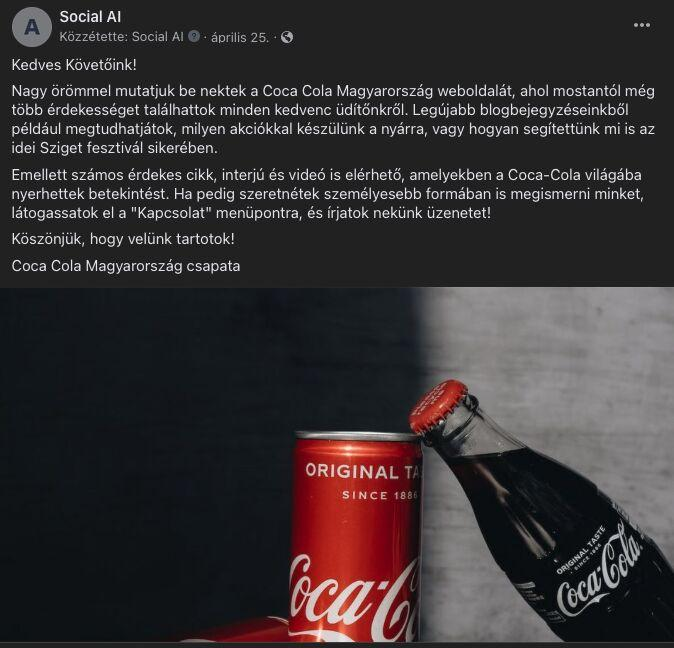 A
Social AI
Közzétette: Social AI · április 25. ·
Kedves Követőink!
Nagy örömmel mutatjuk be nektek a Coca Cola Magyarország weboldalát, ahol mostantól még
több érdekességet találhattok minden kedvenc üdítőnkről. Legújabb blogbejegyzéseinkből
például megtudhatjátok, milyen akciókkal készülünk a nyárra, vagy hogyan segítettünk mi is az
idei Sziget fesztivál sikerében.
Emellett számos érdekes cikk, interjú és videó is elérhető, amelyekben a Coca-Cola világába
nyerhettek betekintést. Ha pedig szeretnétek személyesebb formában is megismerni minket,
látogassatok el a "Kapcsolat" menüpontra, és írjatok nekünk üzenetet!
Köszönjük, hogy velünk tartotok!
Coca Cola Magyarország csapata
ORIGINAL TA
SINCE 1886
Coca-C
ORIGINAL TASTE
SINCE 1886
Coca-Cola